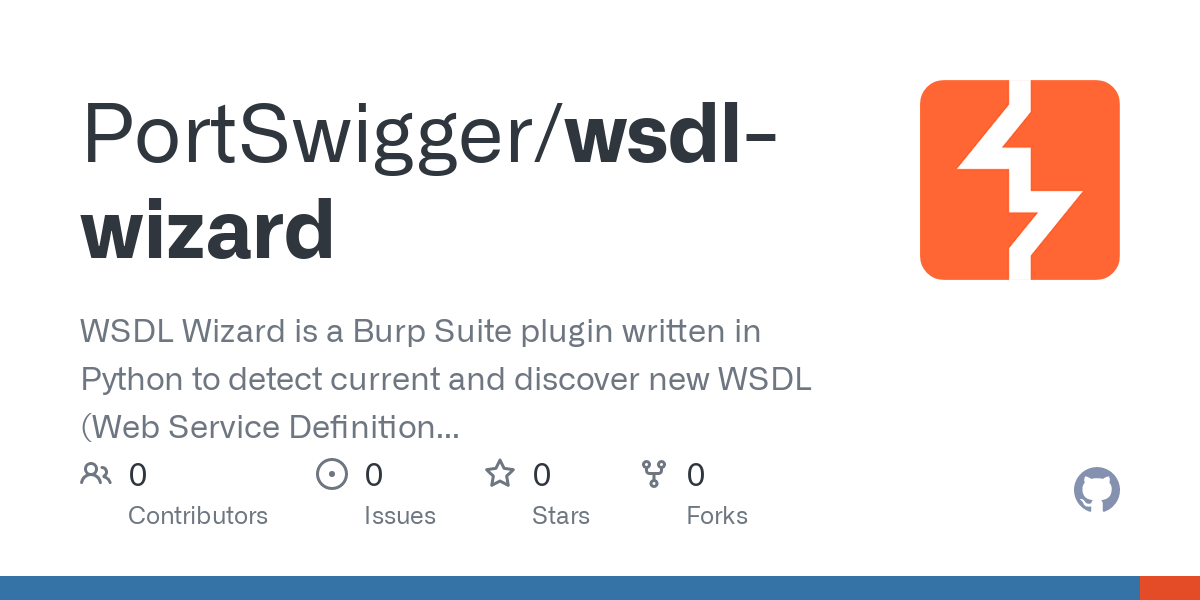 PortSwigger/wsdl-
wizard
WSDL Wizard is a Burp Suite plugin written in
Python to detect current and discover new WSDL
(Web Service Definition...
0 0 0 0
Contributors Issues Stars Forks